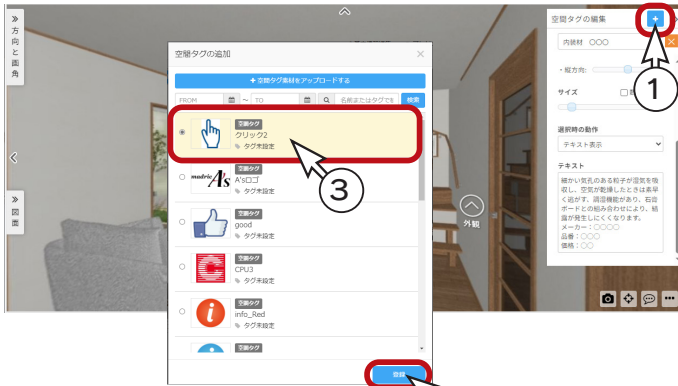 方向と画角
図面
空間タグの追加
×
+ 空間タグ素材をアップロードする
FROM ～ TO 名前またはタグで 検索
空間タグ
クリック2
タグ未設定
madric A's
空間タグ
A'sロゴ
タグ未設定
空間タグ
good
タグ未設定
空間タグ
CPU3
タグ未設定
空間タグ
info_Red
タグ未設定
空間タグ
登録
3
外観
空間タグの編集
+
内装材 ○○○
×
・縦方向:
サイズ
1
選択時の動作
テキスト表示
テキスト
細かい気孔のある粒子が湿気を吸
収し、空気が乾燥したときは素早
く逃がす、調湿機能があり、石膏
ボードとの組み合わせにより、結
露が発生しにくくなります。
メーカー：○○○○
品番：○○○
価格：○○